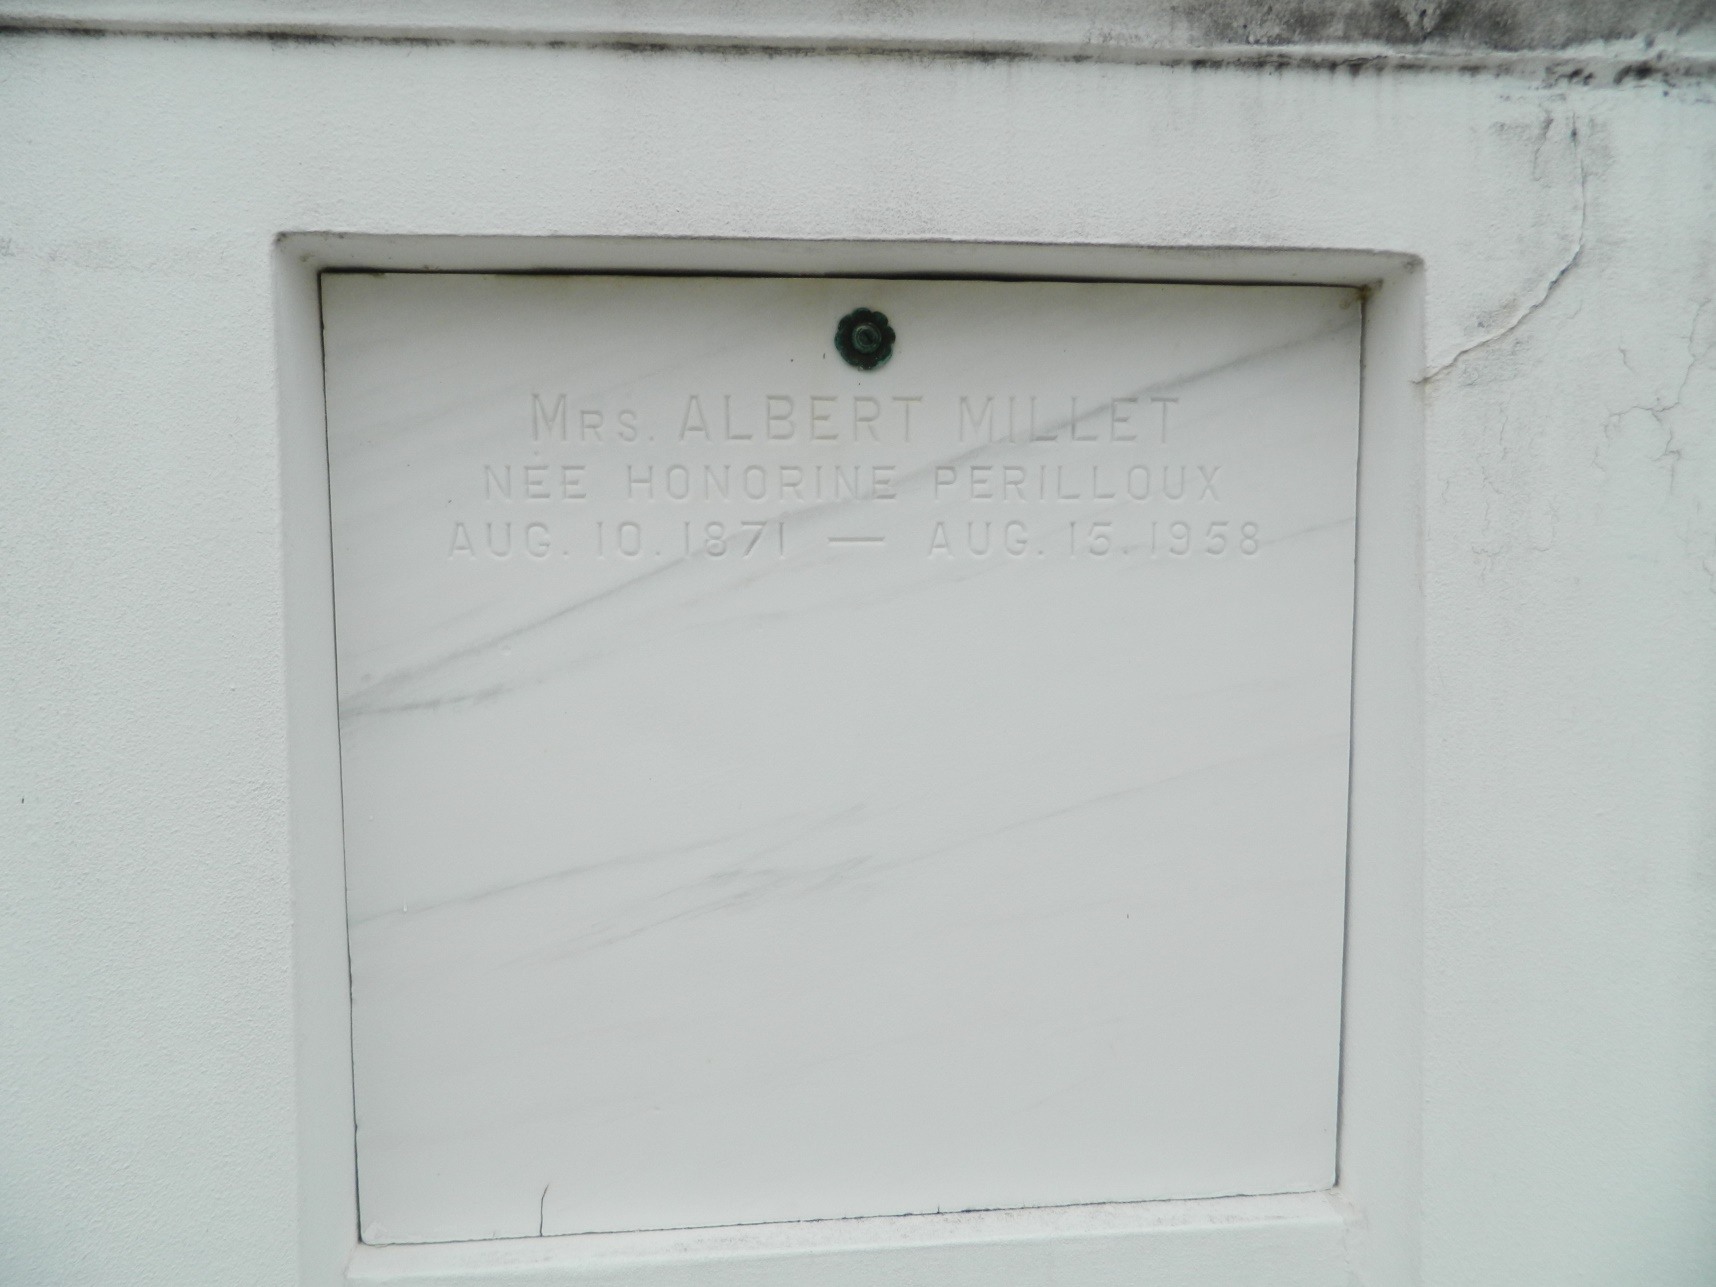 Mrs. ALBERT MILLET
NÉE HONORINE PERILLOUX
AUG. 10. 1871 — AUG. 15. 1958